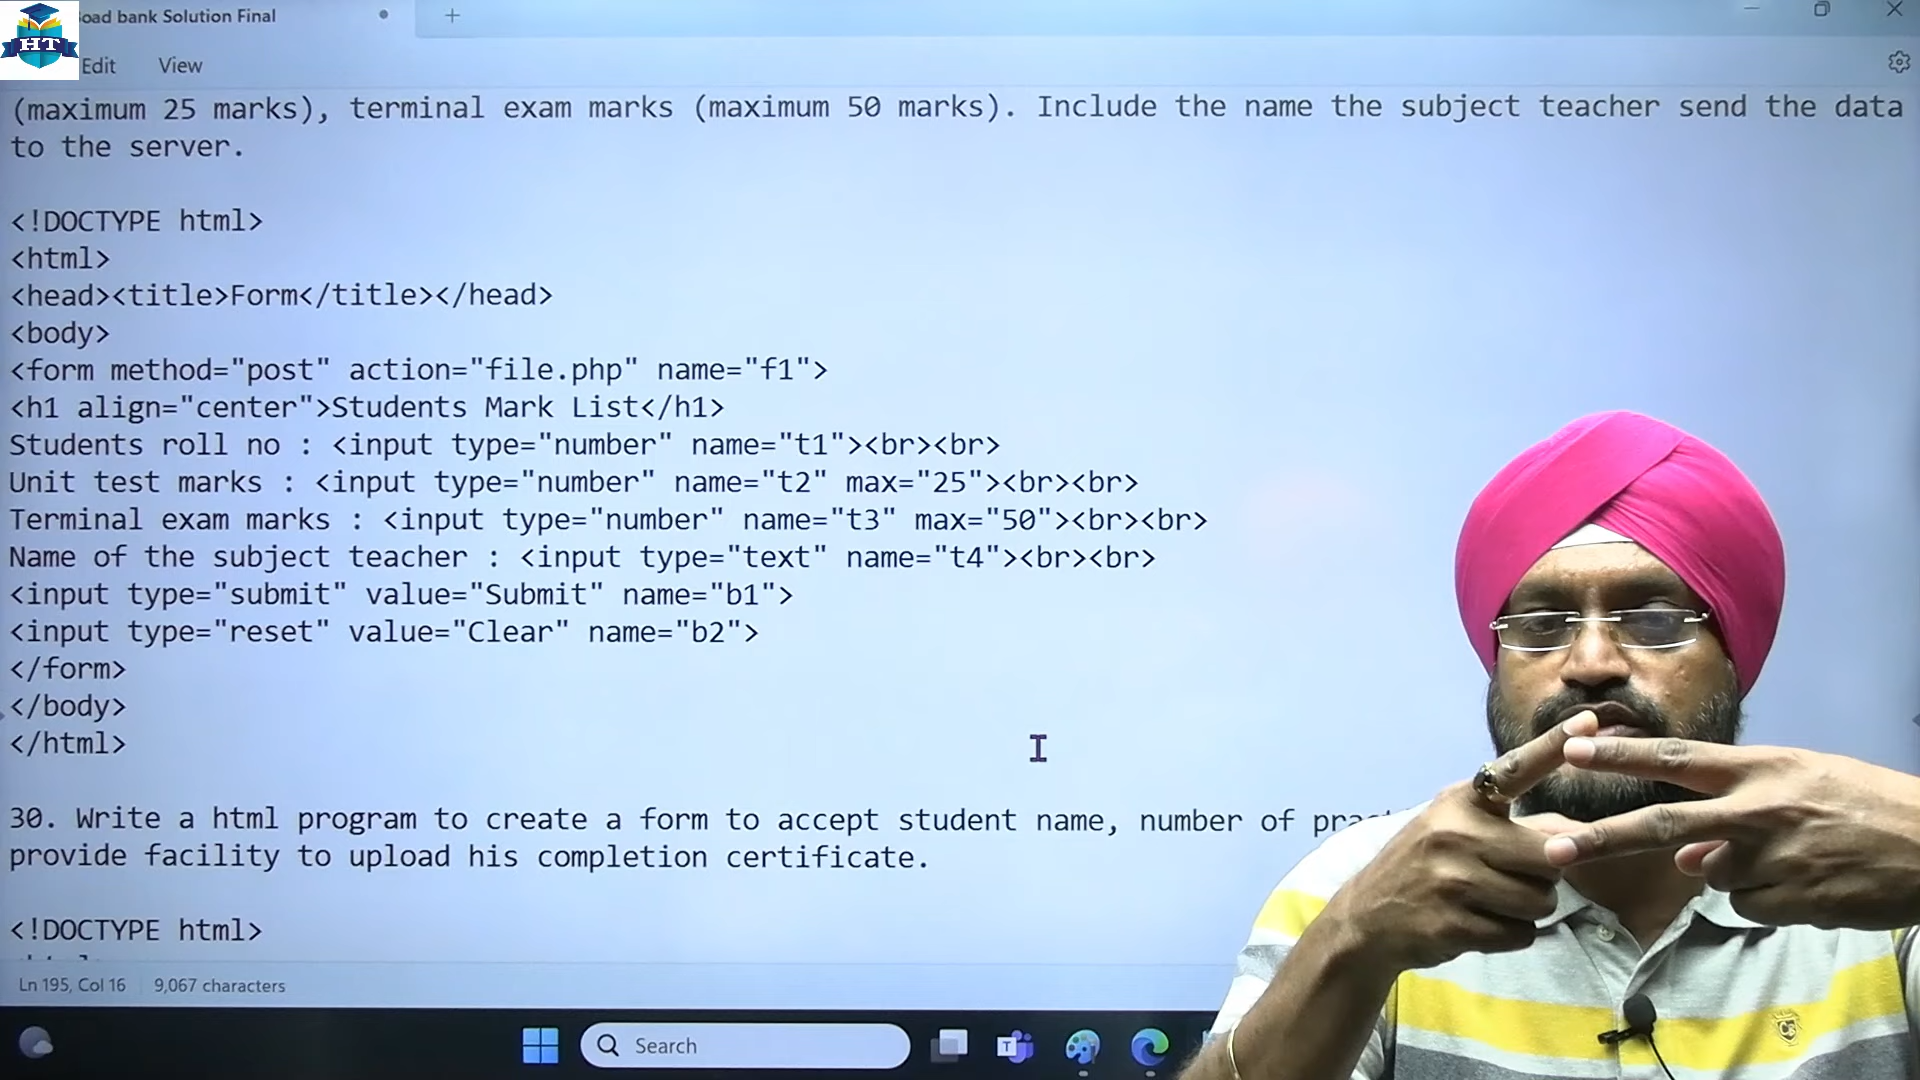 HT
oad bank Solution Final
Edit View
(maximum 25 marks), terminal exam marks (maximum 50 marks). Include the name the subject teacher send the data
to the server.
<!DOCTYPE html>
<html>
<head><title>Form</title></head>
<body>
<form method="post" action="file.php" name="f1">
<h1 align="center">Students Mark List</h1>
Students roll no : <input type="number" name="t1"><br><br>
Unit test marks : <input type="number" name="t2" max="25"><br><br>
Terminal exam marks : <input type="number" name="t3" max="50"><br><br>
Name of the subject teacher : <input type="text" name="t4"><br><br>
<input type="submit" value="Submit" name="b1">
<input type="reset" value="Clear" name="b2">
</form>
</body>
</html>
30. Write a html program to create a form to accept student name, number of
provide facility to upload his completion certificate.
<!DOCTYPE html>
Ln 195, Col 16 9,067 characters
Search
T